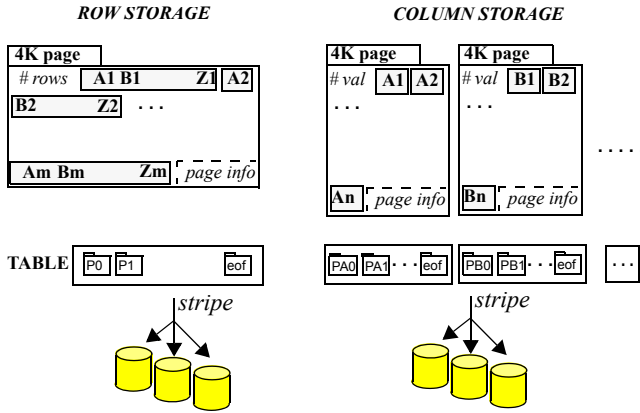 ROW STORAGE
COLUMN STORAGE
4K page
# rows A1 B1 Z1 A2
B2 Z2 . . .
Am Bm Zm page info
4K page
# val A1 A2
. . .
An page info
4K page
# val B1 B2
. . .
Bn page info
. . . .
TABLE P0 P1 eof
PA0 PA1 . . . eof
PB0 PB1 . . . eof
. . .
stripe
stripe